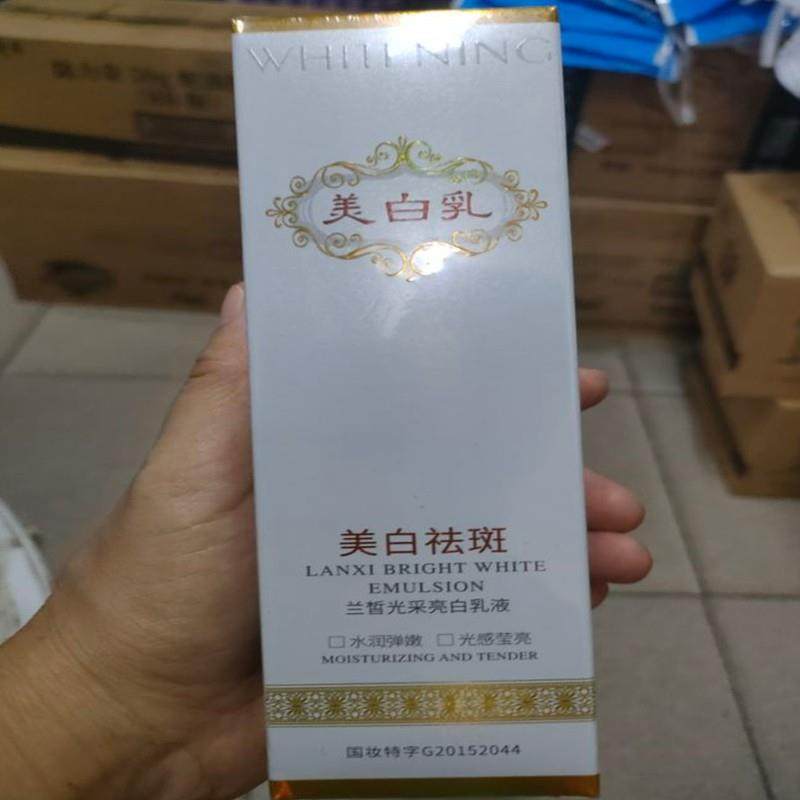 WHITENING
美白乳
美白祛斑
LANXI BRIGHT WHITE
EMULSION
兰皙光采亮白乳液
□ 水润弹嫩 □ 光感莹亮
MOISTURIZING AND TENDER
国妆特字G20152044